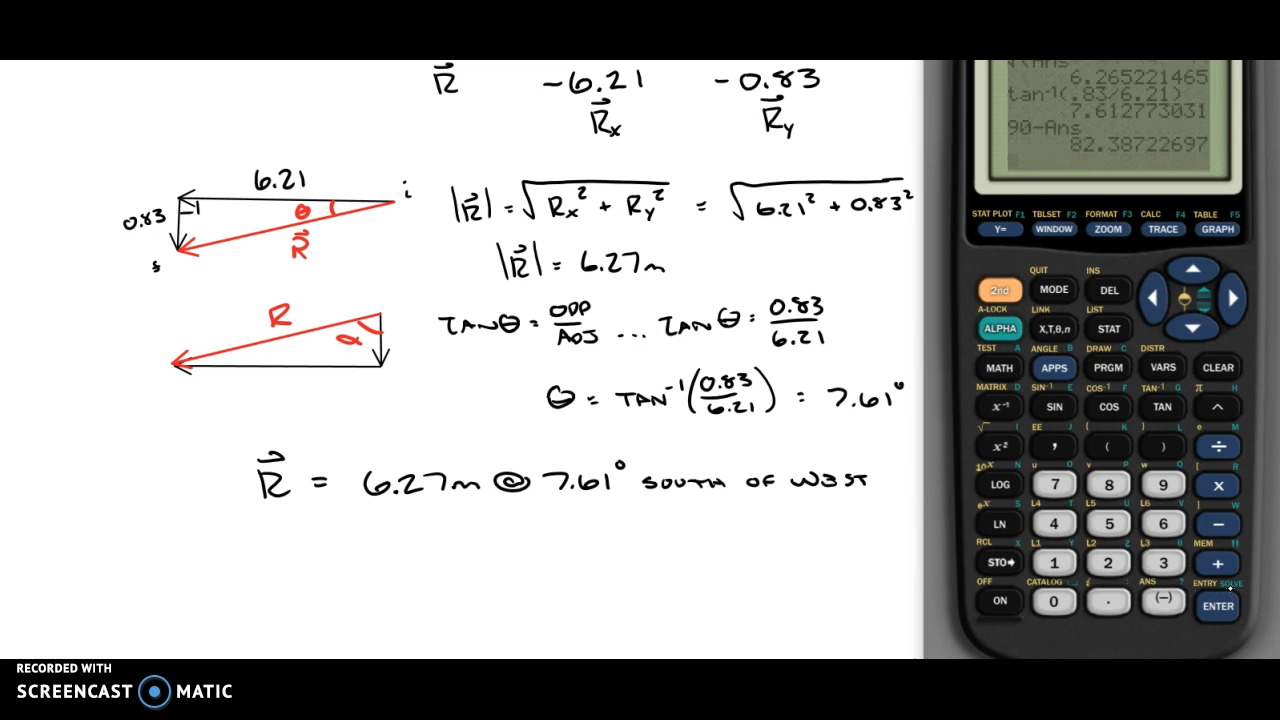 R⃗ -6.21 -0.83
R⃗x R⃗y
6.21 i
0.83 θ R⃗
s
|R⃗| = √Rx² + Ry² = √6.21² + 0.83²
|R⃗| = 6.27m
R α
TANθ = OPP/ADJ ... TANθ = 0.83/6.21
θ = TAN⁻¹(0.83/6.21) = 7.61°
R⃗ = 6.27m @ 7.61° SOUTH OF WEST
√(Ans
6.265221465
tan⁻¹(.83/6.21)
7.612773031
90-Ans
82.38722697
STAT PLOT F1 TBLSET F2 FORMAT F3 CALC F4 TABLE F5
Y= WINDOW ZOOM TRACE GRAPH
QUIT INS
2nd MODE DEL
A-LOCK LINK LIST
ALPHA X,T,θ,n STAT
TEST A ANGLE B DRAW C DISTR
MATH APPS PRGM VARS CLEAR
MATRIX D SIN⁻¹ E COS⁻¹ F TAN⁻¹ G π H
x⁻¹ SIN COS TAN ^
√ I EE J { K } L e M
x² , ( ) ÷
10ˣ N u O v P w Q [ R
LOG 7 8 9 ×
eˣ S L4 T L5 U L6 V ] W
LN 4 5 6 −
RCL X L1 Y L2 Z L3 θ MEM "
STO➔ 1 2 3 +
OFF CATALOG i : ANS ? ENTRY SOLVE
ON 0 . (−) ENTER
RECORDED WITH
SCREENCAST MATIC